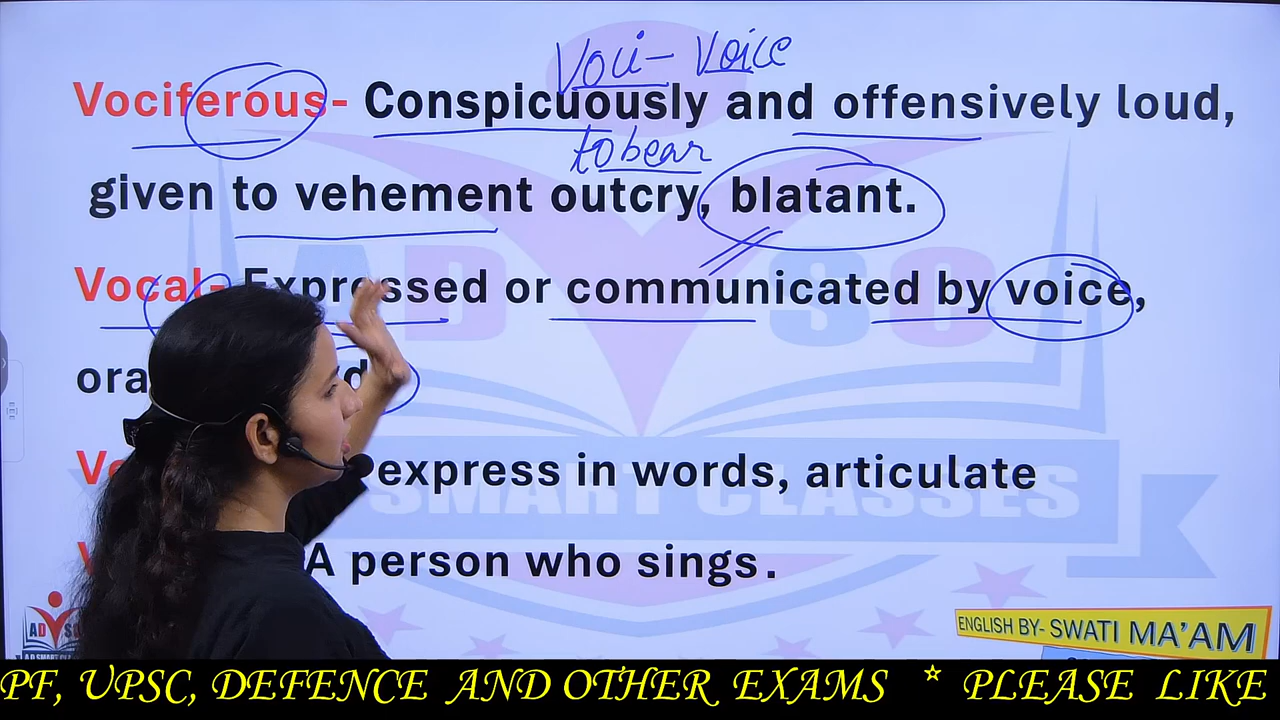 Voci- Voice
Vociferous- Conspicuously and offensively loud,
to bear
given to vehement outcry, blatant.
Vocal- Expressed or communicated by voice,
express in words, articulate
SMART CLASSES
A person who sings.
ENGLISH BY- SWATI MA'AM
PF, UPSC, DEFENCE AND OTHER EXAMS * PLEASE LIKE